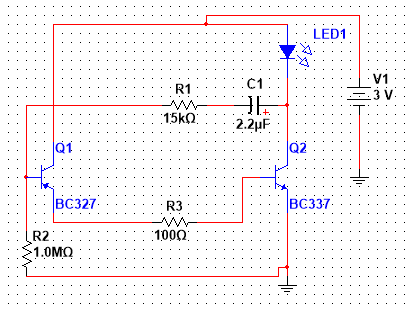 LED1
V1
3 V
R1
15kΩ
C1
2.2µF
+
Q1
BC327
Q2
BC337
R3
100Ω
R2
1.0MΩ